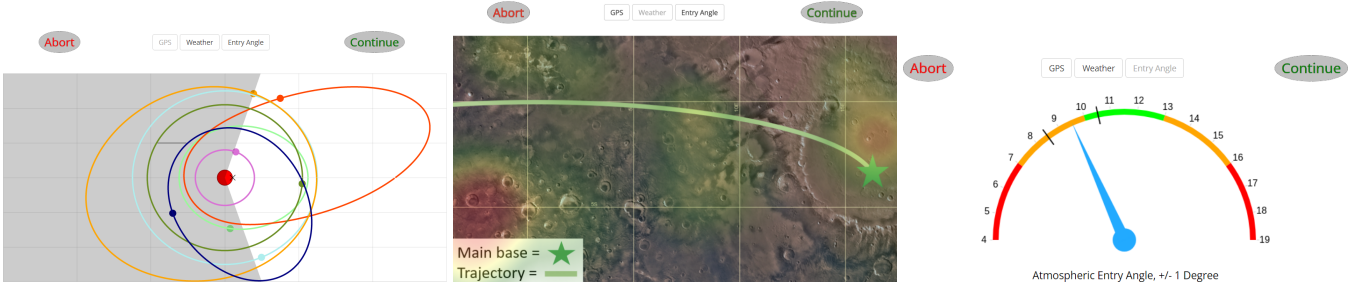 Abort
GPS
Weather
Entry Angle
Continue
Abort
GPS
Weather
Entry Angle
Continue
Main base =
Trajectory =
Abort
GPS
Weather
Entry Angle
Continue
4
5
6
7
8
9
10
11
12
13
14
15
16
17
18
19
Atmospheric Entry Angle, +/- 1 Degree